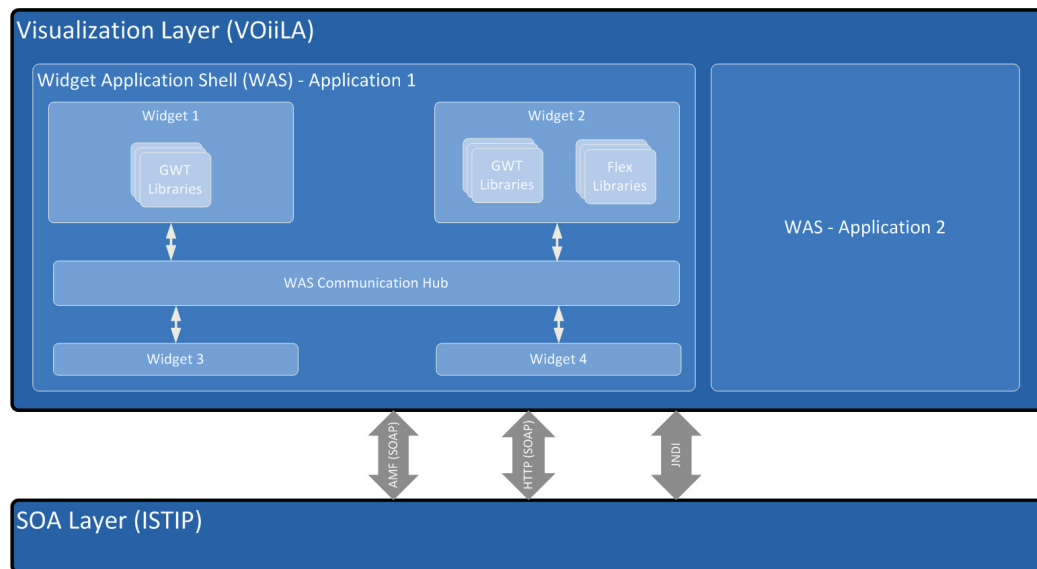 Visualization Layer (VOiiLA)
Widget Application Shell (WAS) - Application 1
Widget 1
GWT
Libraries
Widget 2
GWT
Libraries
Flex
Libraries
WAS Communication Hub
Widget 3
Widget 4
WAS - Application 2
AMF (SOAP)
HTTP (SOAP)
JNDI
SOA Layer (ISTIP)